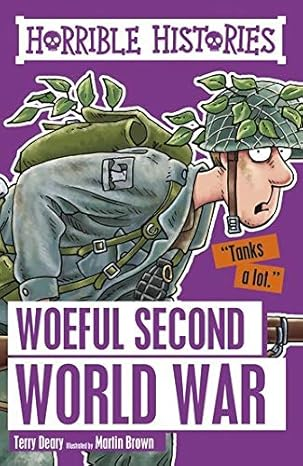 HORRIBLE HISTORIES
"Tanks
a lot."
WOEFUL SECOND
WORLD WAR
Terry Deary Illustrated by Martin Brown